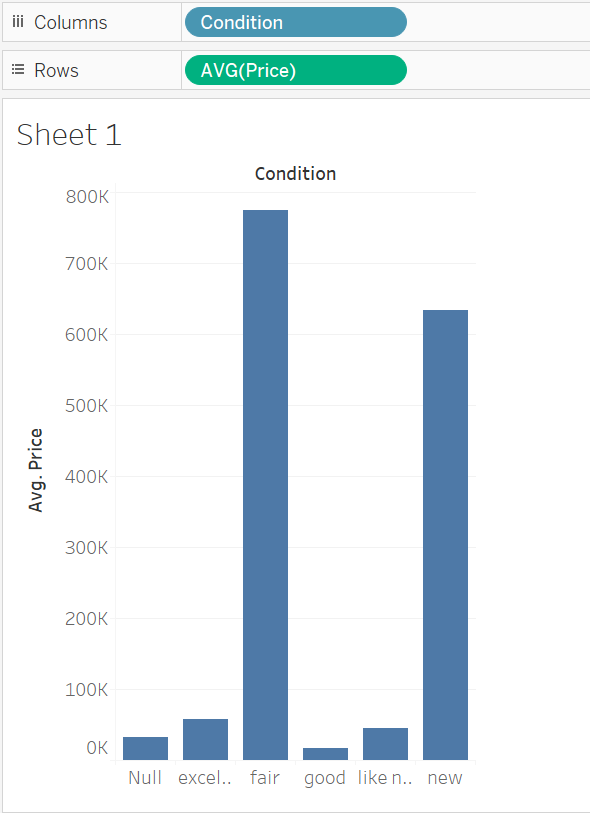 Columns Condition
Rows AVG(Price)
Sheet 1
Condition
800K
700K
600K
500K
400K
300K
200K
100K
0K
Avg. Price
Null excel.. fair good like n.. new